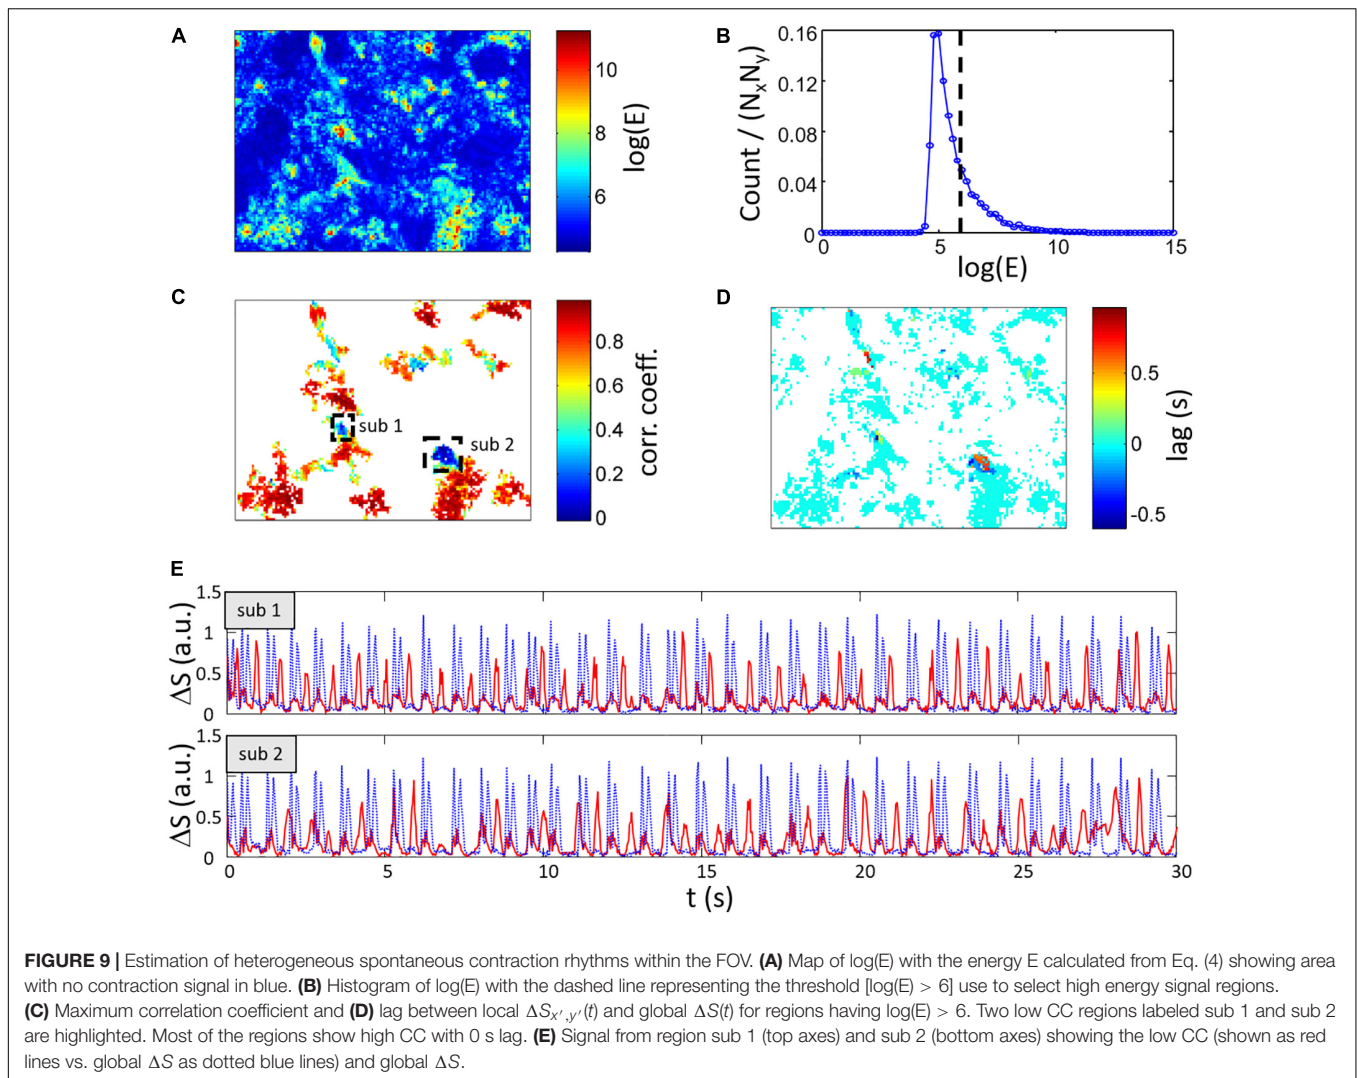 A
10
8
6
log(E)
B
0.16
0.12
0.08
0.04
0
Count / (NxNy)
0
5
10
15
log(E)
C
sub 1
sub 2
0.8
0.6
0.4
0.2
0
corr. coeff.
D
0.5
0
-0.5
lag (s)
E
1.5
1
0.5
0
ΔS (a.u.)
sub 1
1.5
1
0.5
0
ΔS (a.u.)
sub 2
0
5
10
15
20
25
30
t (s)
FIGURE 9 | Estimation of heterogeneous spontaneous contraction rhythms within the FOV. (A) Map of log(E) with the energy E calculated from Eq. (4) showing area
with no contraction signal in blue. (B) Histogram of log(E) with the dashed line representing the threshold [log(E) > 6] use to select high energy signal regions.
(C) Maximum correlation coefficient and (D) lag between local ΔSx′,y′(t) and global ΔS(t) for regions having log(E) > 6. Two low CC regions labeled sub 1 and sub 2
are highlighted. Most of the regions show high CC with 0 s lag. (E) Signal from region sub 1 (top axes) and sub 2 (bottom axes) showing the low CC (shown as red
lines vs. global ΔS as dotted blue lines) and global ΔS.